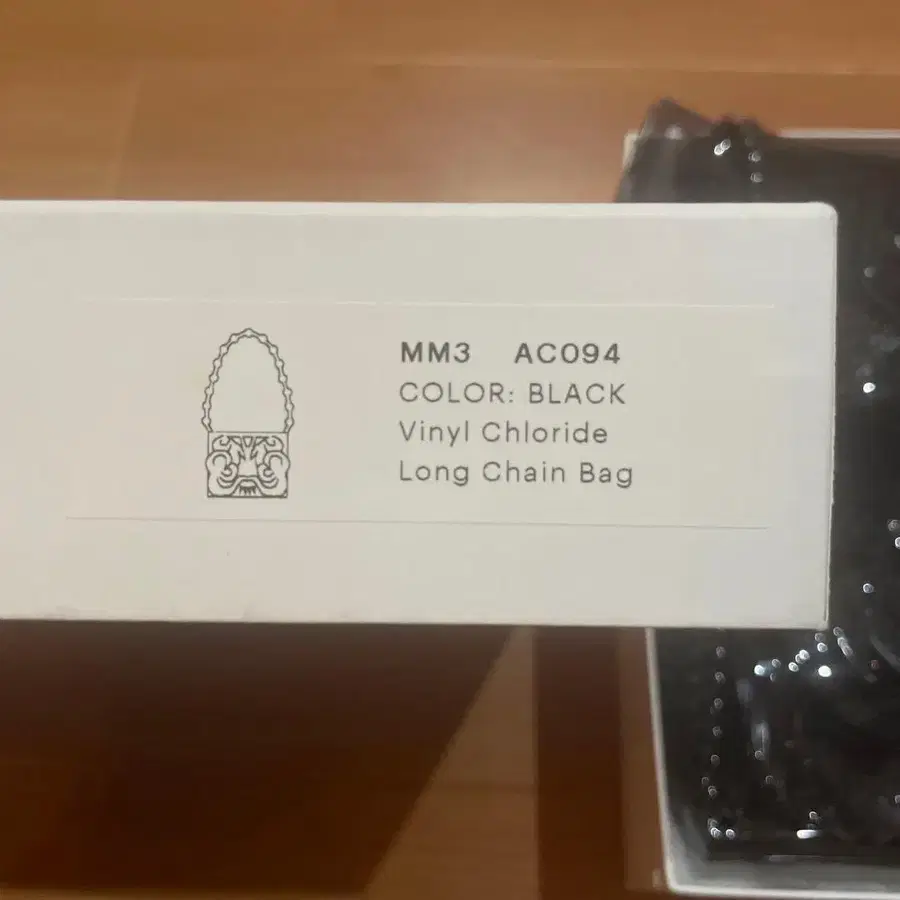 MM3 AC094
COLOR: BLACK
Vinyl Chloride
Long Chain Bag